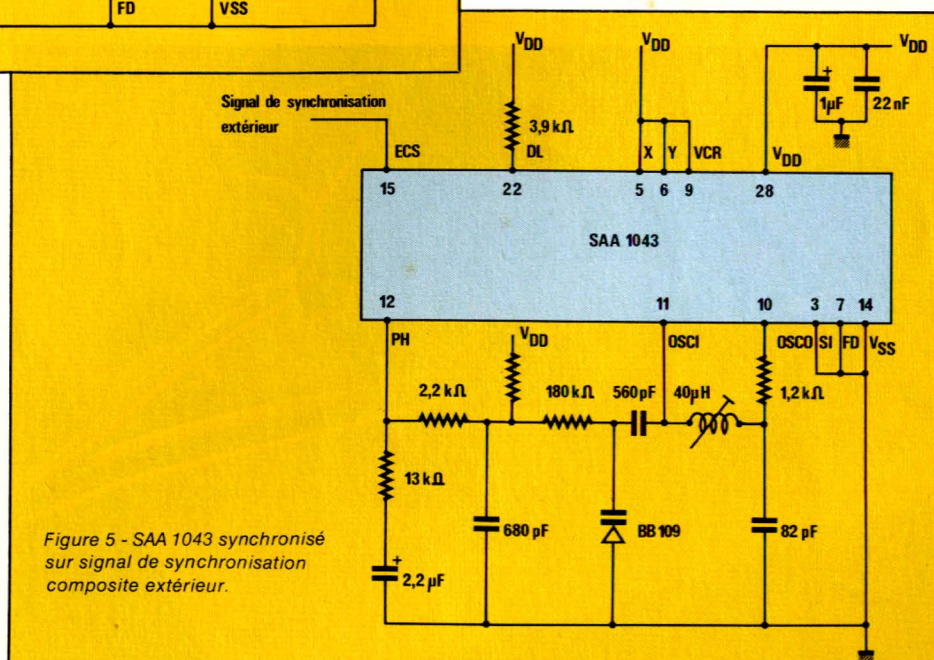 FD
VSS
VDD
VDD
VDD
Signal de synchronisation
extérieur
3,9 kΩ
+
1µF
22 nF
ECS
DL
X
Y
VCR
VDD
15
22
5
6
9
28
SAA 1043
12
11
10
3
7
14
PH
VDD
OSCI
OSCO
SI
FD
VSS
2,2 kΩ
180 kΩ
560 pF
40µH
1,2 kΩ
13 kΩ
680 pF
BB 109
82 pF
+
2,2 µF
Figure 5 - SAA 1043 synchronisé
sur signal de synchronisation
composite extérieur.